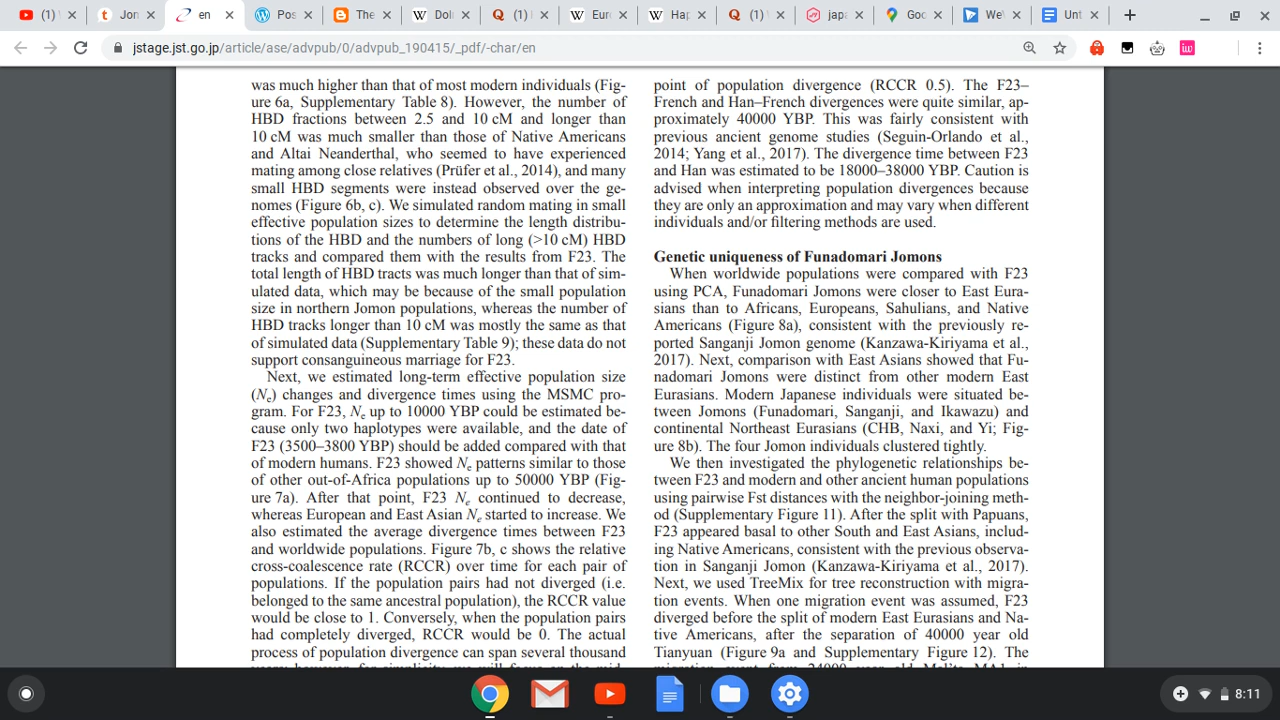 (1)
Jon
en
Pos
The
Dol
(1)
Eur
Hap
(1)
japa
Goo
We'
Unt
jstage.jst.go.jp/article/ase/advpub/0/advpub_190415/_pdf/-char/en
was much higher than that of most modern individuals (Fig-
ure 6a, Supplementary Table 8). However, the number of
HBD fractions between 2.5 and 10 cM and longer than
10 cM was much smaller than those of Native Americans
and Altai Neanderthal, who seemed to have experienced
mating among close relatives (Prüfer et al., 2014), and many
small HBD segments were instead observed over the ge-
nomes (Figure 6b, c). We simulated random mating in small
effective population sizes to determine the length distribu-
tions of the HBD and the numbers of long (>10 cM) HBD
tracks and compared them with the results from F23. The
total length of HBD tracts was much longer than that of sim-
ulated data, which may be because of the small population
size in northern Jomon populations, whereas the number of
HBD tracks longer than 10 cM was mostly the same as that
of simulated data (Supplementary Table 9); these data do not
support consanguineous marriage for F23.
Next, we estimated long-term effective population size
(Ne) changes and divergence times using the MSMC pro-
gram. For F23, Ne up to 10000 YBP could be estimated be-
cause only two haplotypes were available, and the date of
F23 (3500–3800 YBP) should be added compared with that
of modern humans. F23 showed Ne patterns similar to those
of other out-of-Africa populations up to 50000 YBP (Fig-
ure 7a). After that point, F23 Ne continued to decrease,
whereas European and East Asian Ne started to increase. We
also estimated the average divergence times between F23
and worldwide populations. Figure 7b, c shows the relative
cross-coalescence rate (RCCR) over time for each pair of
populations. If the population pairs had not diverged (i.e.
belonged to the same ancestral population), the RCCR value
would be close to 1. Conversely, when the population pairs
had completely diverged, RCCR would be 0. The actual
process of population divergence can span several thousand
point of population divergence (RCCR 0.5). The F23–
French and Han–French divergences were quite similar, ap-
proximately 40000 YBP. This was fairly consistent with
previous ancient genome studies (Seguin-Orlando et al.,
2014; Yang et al., 2017). The divergence time between F23
and Han was estimated to be 18000–38000 YBP. Caution is
advised when interpreting population divergences because
they are only an approximation and may vary when different
individuals and/or filtering methods are used.
Genetic uniqueness of Funadomari Jomons
When worldwide populations were compared with F23
using PCA, Funadomari Jomons were closer to East Eura-
sians than to Africans, Europeans, Sahulians, and Native
Americans (Figure 8a), consistent with the previously re-
ported Sanganji Jomon genome (Kanzawa-Kiriyama et al.,
2017). Next, comparison with East Asians showed that Fu-
nadomari Jomons were distinct from other modern East
Eurasians. Modern Japanese individuals were situated be-
tween Jomons (Funadomari, Sanganji, and Ikawazu) and
continental Northeast Eurasians (CHB, Naxi, and Yi; Fig-
ure 8b). The four Jomon individuals clustered tightly.
We then investigated the phylogenetic relationships be-
tween F23 and modern and other ancient human populations
using pairwise Fst distances with the neighbor-joining meth-
od (Supplementary Figure 11). After the split with Papuans,
F23 appeared basal to other South and East Asians, includ-
ing Native Americans, consistent with the previous observa-
tion in Sanganji Jomon (Kanzawa-Kiriyama et al., 2017).
Next, we used TreeMix for tree reconstruction with migra-
tion events. When one migration event was assumed, F23
diverged before the split of modern East Eurasians and Na-
tive Americans, after the separation of 40000 year old
Tianyuan (Figure 9a and Supplementary Figure 12). The
8:11